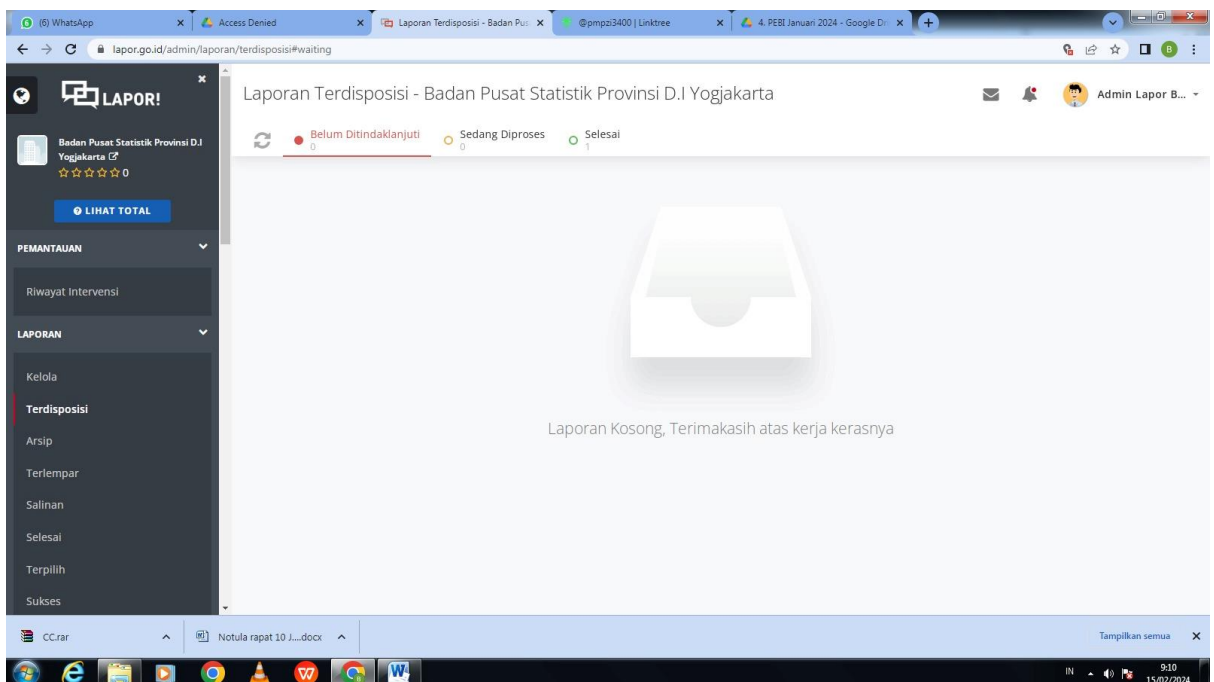 (6) WhatsApp
Access Denied
Laporan Terdisposisi - Badan Pus
@pmpzi3400 | Linktree
4. PEBI Januari 2024 - Google Dri
lapor.go.id/admin/laporan/terdisposisi#waiting
B
LAPOR!
Laporan Terdisposisi - Badan Pusat Statistik Provinsi D.I Yogjakarta
Admin Lapor B...
Badan Pusat Statistik Provinsi D.I
Yogjakarta
0
Belum Ditindaklanjuti
0
Sedang Diproses
0
Selesai
1
LIHAT TOTAL
PEMANTAUAN
Riwayat Intervensi
LAPORAN
Kelola
Terdisposisi
Arsip
Terlempar
Salinan
Selesai
Terpilih
Sukses
Laporan Kosong, Terimakasih atas kerja kerasnya
CC.rar
Notula rapat 10 J....docx
Tampilkan semua
IN
9:10
15/02/2024